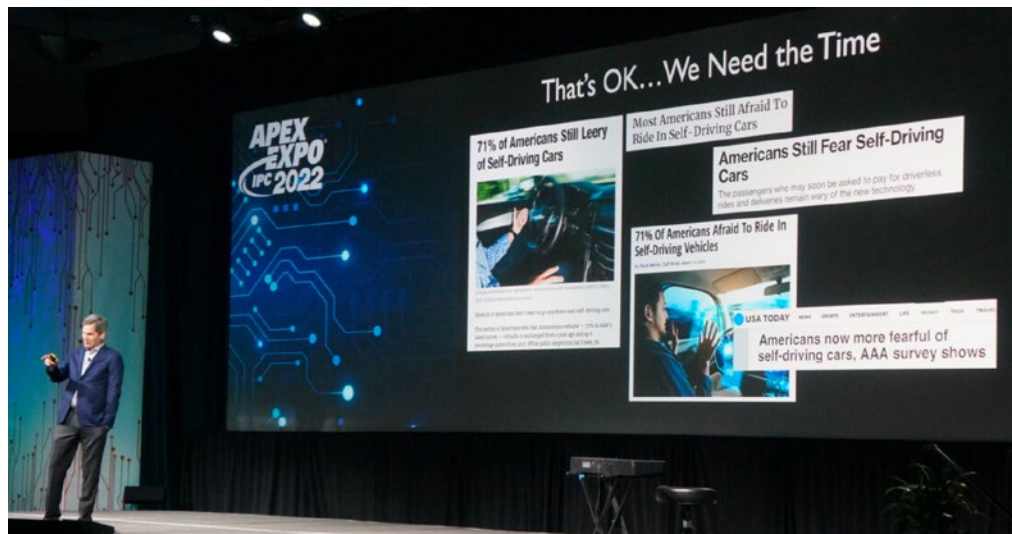 That's OK...We Need the Time
APEX
EXPO
IPC 2022
71% of Americans Still Leery
of Self-Driving Cars
Most Americans Still Afraid To
Ride In Self-Driving Cars
Americans Still Fear Self-Driving
Cars
The passengers who may soon be asked to pay for driverless
rides and deliveries remain wary of the new technology.
71% Of Americans Afraid To Ride In
Self-Driving Vehicles
USA TODAY NEWS SPORTS ENTERTAINMENT LIFE MONEY TECH TRAVEL
Americans now more fearful of
self-driving cars, AAA survey shows